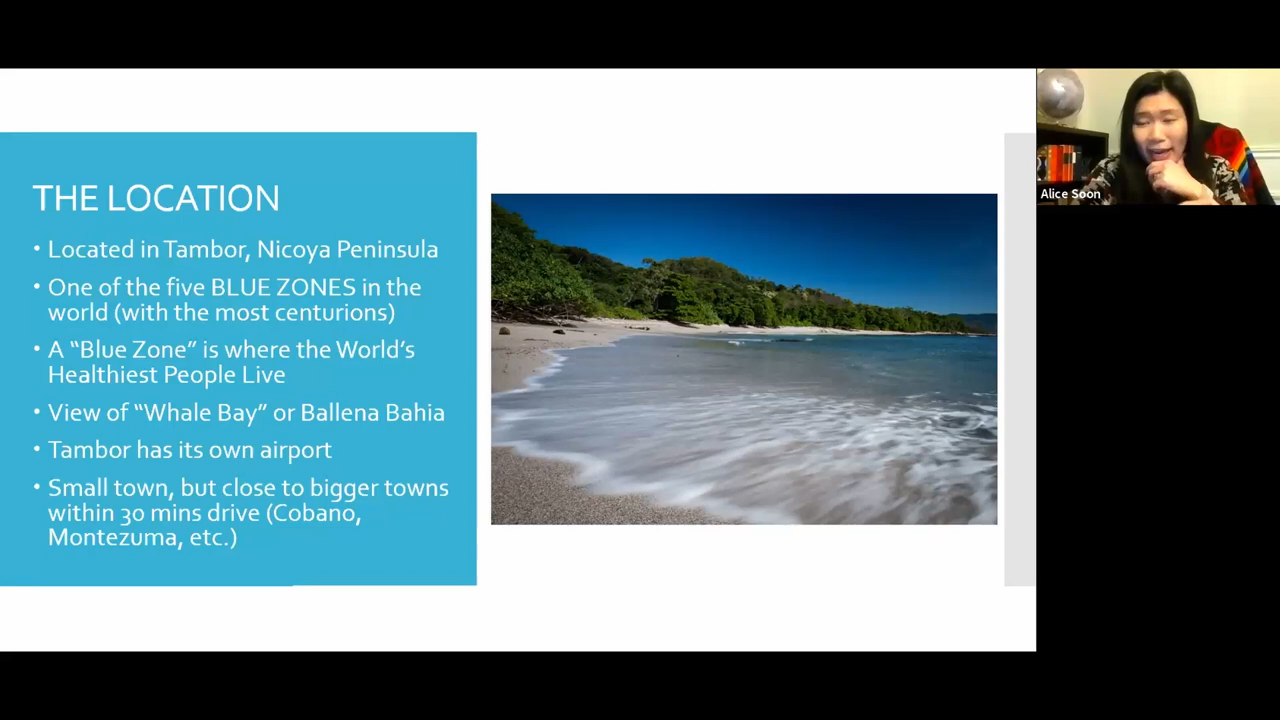 THE LOCATION
• Located in Tambor, Nicoya Peninsula
• One of the five BLUE ZONES in the
world (with the most centurions)
• A “Blue Zone” is where the World’s
Healthiest People Live
• View of “Whale Bay” or Ballena Bahia
• Tambor has its own airport
• Small town, but close to bigger towns
within 30 mins drive (Cobano,
Montezuma, etc.)
Alice Soon